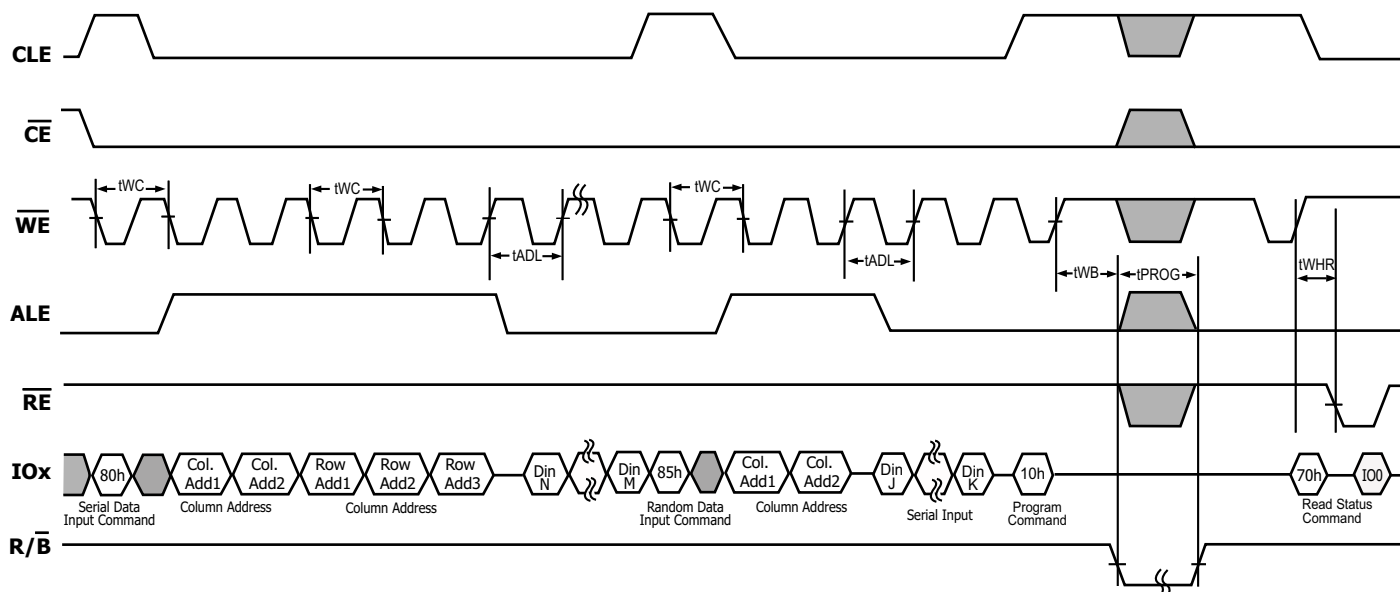 CLE
CE
WE
tWC
tWC
tWC
tADL
tADL
tWB
tPROG
tWHR
ALE
RE
IOx
80h
Col.
Add1
Col.
Add2
Row
Add1
Row
Add2
Row
Add3
Din
N
Din
M
85h
Col.
Add1
Col.
Add2
Din
J
Din
K
10h
70h
IO0
Serial Data
Input Command
Column Address
Column Address
Random Data
Input Command
Column Address
Serial Input
Program
Command
Read Status
Command
R/B